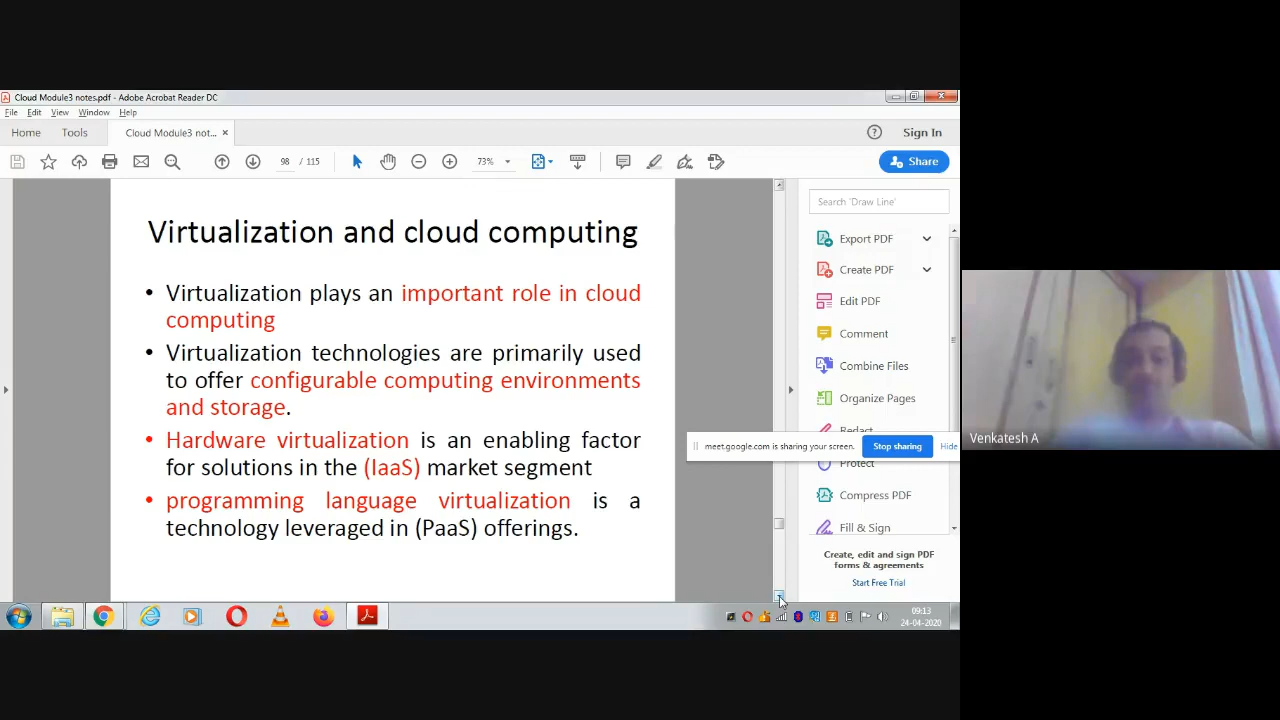 Cloud Module3 notes.pdf - Adobe Acrobat Reader DC
File Edit View Window Help
Home Tools Cloud Module3 not... × Sign In
98 / 115 73% Share
Virtualization and cloud computing
• Virtualization plays an important role in cloud
computing
• Virtualization technologies are primarily used
to offer configurable computing environments
and storage.
• Hardware virtualization is an enabling factor
for solutions in the (IaaS) market segment
• programming language virtualization is a
technology leveraged in (PaaS) offerings.
Search 'Draw Line'
Export PDF
Create PDF
Edit PDF
Comment
Combine Files
Organize Pages
Redact
meet.google.com is sharing your screen. Stop sharing Hide
Protect
Compress PDF
Fill & Sign
Create, edit and sign PDF
forms & agreements
Start Free Trial
09:13
24-04-2020
Venkatesh A